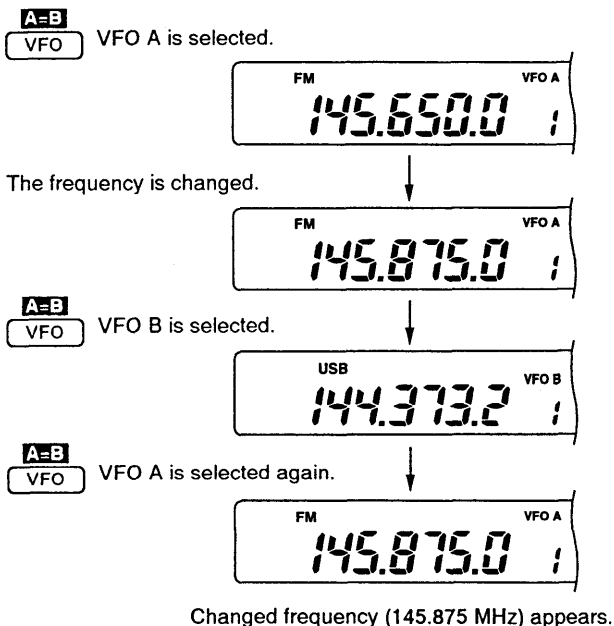 A=B
VFO VFO A is selected.
FM VFO A
145.650.0 1
The frequency is changed.
FM VFO A
145.875.0 1
A=B
VFO VFO B is selected.
USB VFO B
144.373.2 1
A=B
VFO VFO A is selected again.
FM VFO A
145.875.0 1
Changed frequency (145.875 MHz) appears.